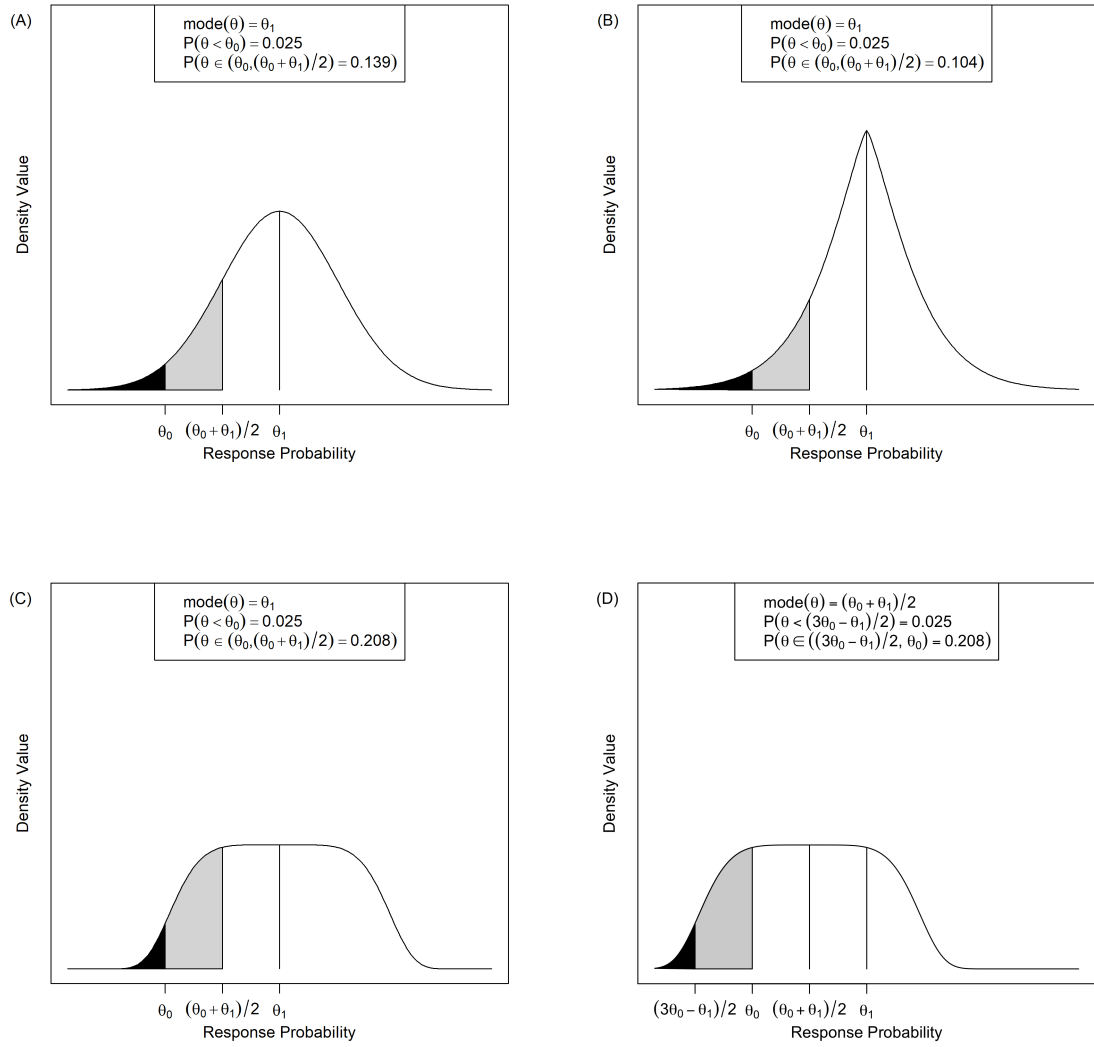 (A)
mode(θ) = θ₁
P(θ < θ₀) = 0.025
P(θ ∈ (θ₀,(θ₀ + θ₁)/2) = 0.139)
Density Value
θ₀ (θ₀ + θ₁)/2 θ₁
Response Probability
(B)
mode(θ) = θ₁
P(θ < θ₀) = 0.025
P(θ ∈ (θ₀,(θ₀ + θ₁)/2) = 0.104)
Density Value
θ₀ (θ₀ + θ₁)/2 θ₁
Response Probability
(C)
mode(θ) = θ₁
P(θ < θ₀) = 0.025
P(θ ∈ (θ₀,(θ₀ + θ₁)/2) = 0.208)
Density Value
θ₀ (θ₀ + θ₁)/2 θ₁
Response Probability
(D)
mode(θ) = (θ₀ + θ₁)/2
P(θ < (3θ₀ − θ₁)/2) = 0.025
P(θ ∈ ((3θ₀ − θ₁)/2, θ₀) = 0.208)
Density Value
(3θ₀ − θ₁)/2 θ₀ (θ₀ + θ₁)/2 θ₁
Response Probability